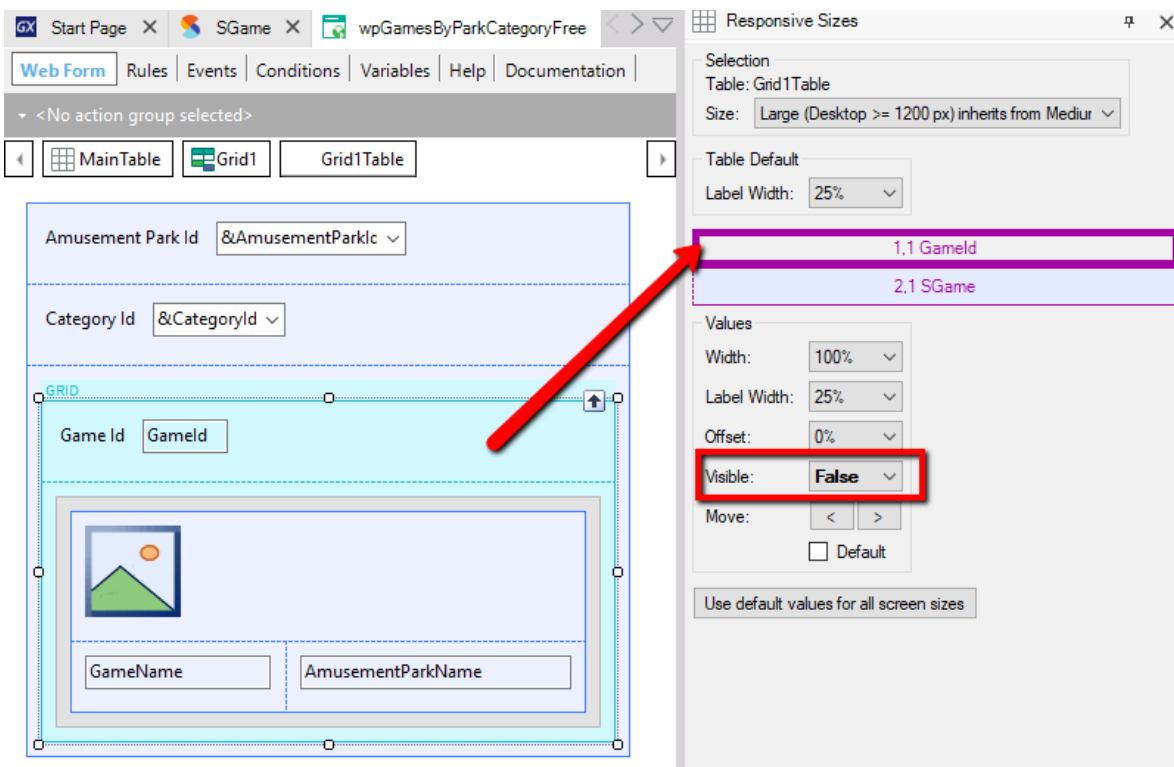 GX Start Page SGame wpGamesByParkCategoryFree
Web Form Rules Events Conditions Variables Help Documentation
<No action group selected>
MainTable Grid1 Grid1Table
Amusement Park Id &AmusementParkId
Category Id &CategoryId
GRID
Game Id GameId
GameName AmusementParkName
Responsive Sizes
Selection
Table: Grid1Table
Size: Large (Desktop >= 1200 px) inherits from Mediur
Table Default
Label Width: 25%
1,1 GameId
2,1 SGame
Values
Width: 100%
Label Width: 25%
Offset: 0%
Visible: False
Move: < >
Default
Use default values for all screen sizes